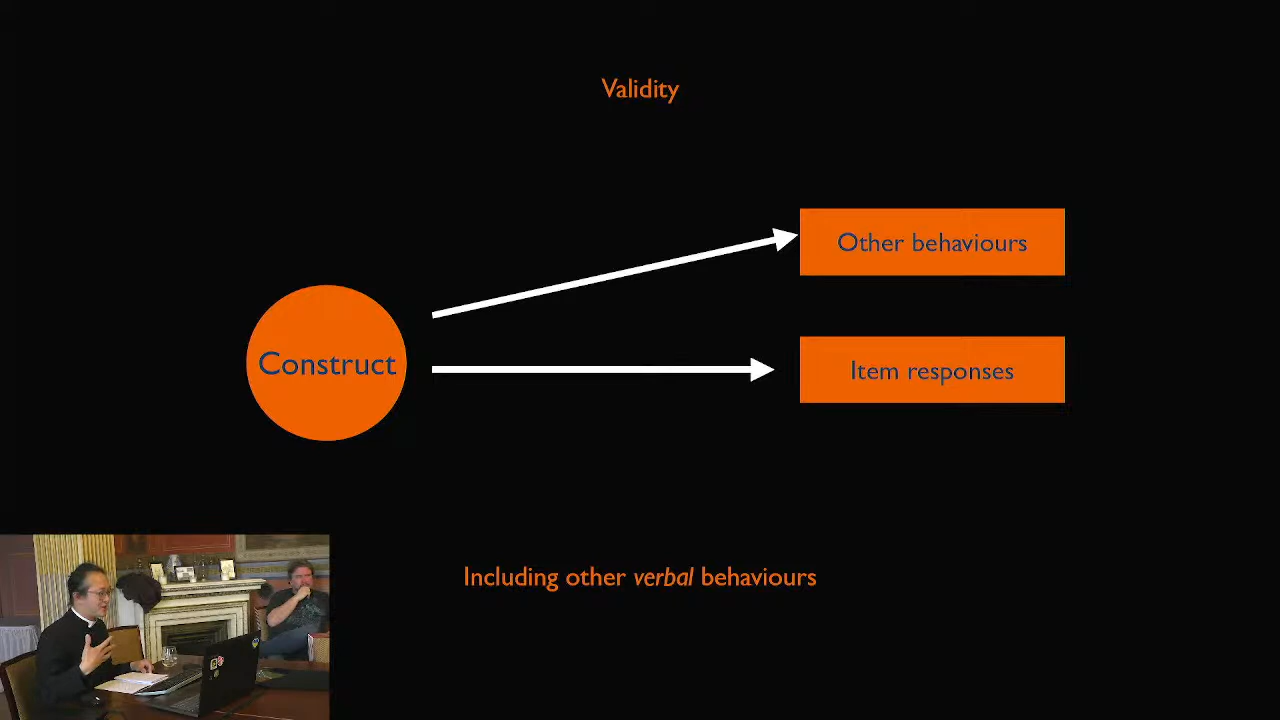 Validity
Other behaviours
Construct
Item responses
Including other verbal behaviours